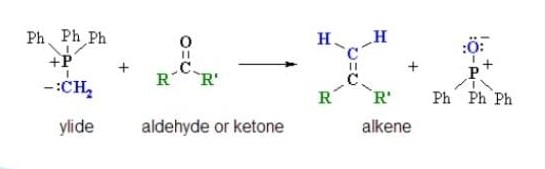 Ph Ph Ph
+P
−:CH₂
ylide
+
O
C
R R'
aldehyde or ketone
H H
C
C
R R'
alkene
+
:Ö: −
P +
Ph Ph Ph